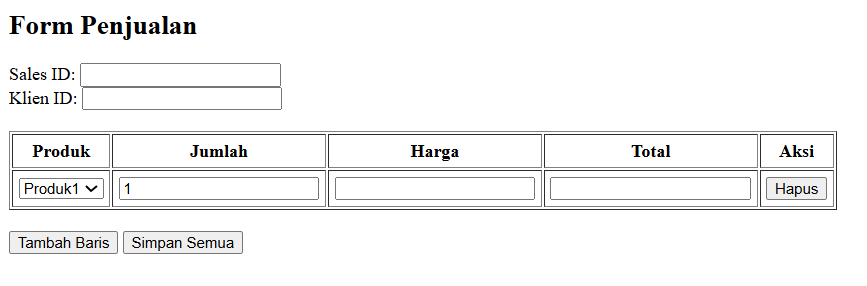 Form Penjualan
Sales ID:
Klien ID:
Produk Jumlah Harga Total Aksi
Produk1 1 Hapus
Tambah Baris Simpan Semua